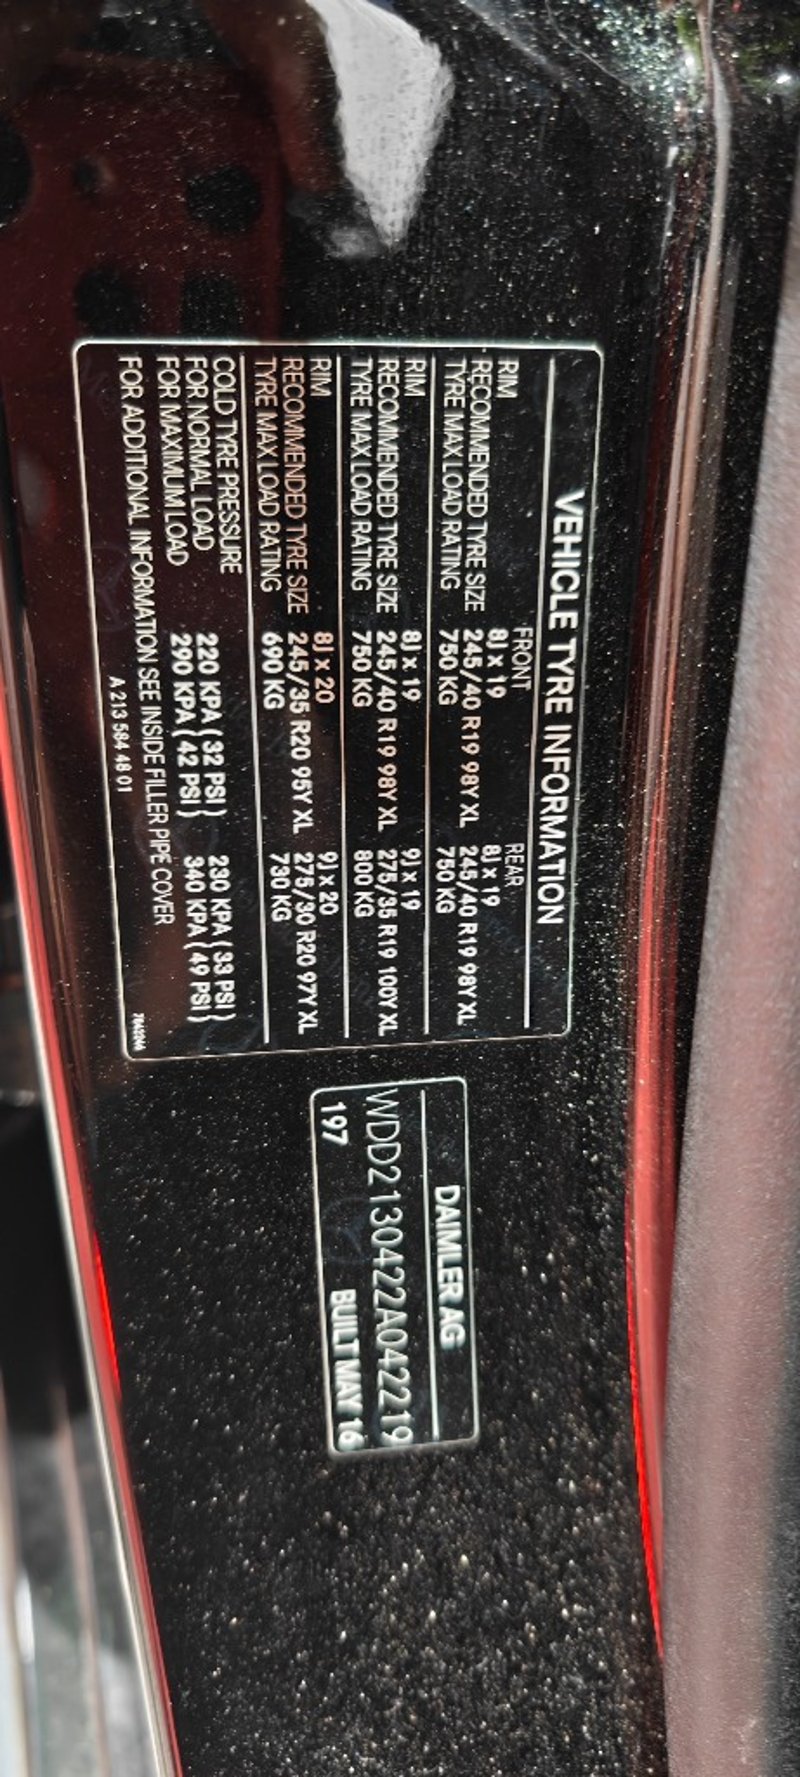 VEHICLE TYRE INFORMATION
FRONT REAR
RIM 8J x 19 8J x 19
RECOMMENDED TYRE SIZE 245/40 R19 98Y XL 245/40 R19 98Y XL
TYRE MAX LOAD RATING 750 KG 750 KG
RIM 8J x 19 9J x 19
RECOMMENDED TYRE SIZE 245/40 R19 98Y XL 275/35 R19 100Y XL
TYRE MAX LOAD RATING 750 KG 800 KG
RIM 8J x 20 9J x 20
RECOMMENDED TYRE SIZE 245/35 R20 95Y XL 275/30 R20 97Y XL
TYRE MAX LOAD RATING 690 KG 730 KG
COLD TYRE PRESSURE
FOR NORMAL LOAD 220 KPA ( 32 PSI ) 230 KPA ( 33 PSI )
FOR MAXIMUM LOAD 290 KPA ( 42 PSI ) 340 KPA ( 49 PSI )
FOR ADDITIONAL INFORMATION SEE INSIDE FILLER PIPE COVER
A 213 584 48 01
DAIMLER AG
WDD2130422A042219
197 BUILT MAY 16